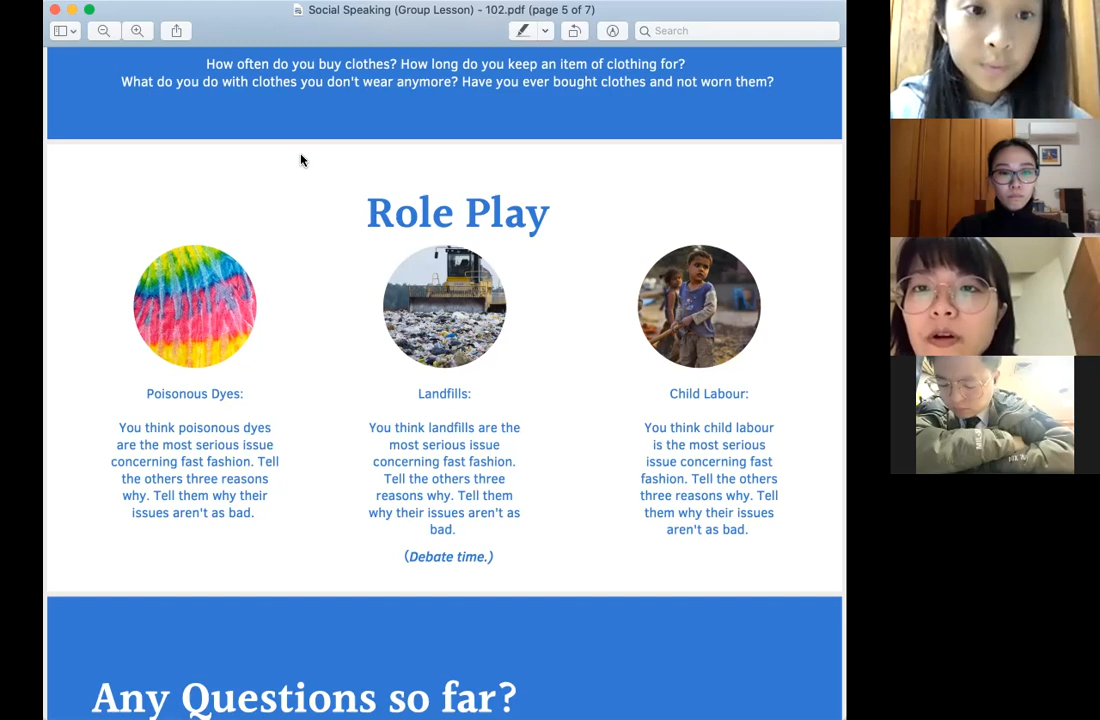 Social Speaking (Group Lesson) - 102.pdf (page 5 of 7)
Search
How often do you buy clothes? How long do you keep an item of clothing for?
What do you do with clothes you don't wear anymore? Have you ever bought clothes and not worn them?
Role Play
Poisonous Dyes:
You think poisonous dyes
are the most serious issue
concerning fast fashion. Tell
the others three reasons
why. Tell them why their
issues aren't as bad.
Landfills:
You think landfills are the
most serious issue
concerning fast fashion.
Tell the others three
reasons why. Tell them
why their issues aren't as
bad.
(Debate time.)
Child Labour:
You think child labour
is the most serious
issue concerning fast
fashion. Tell the others
three reasons why. Tell
them why their issues
aren't as bad.
Any Questions so far?